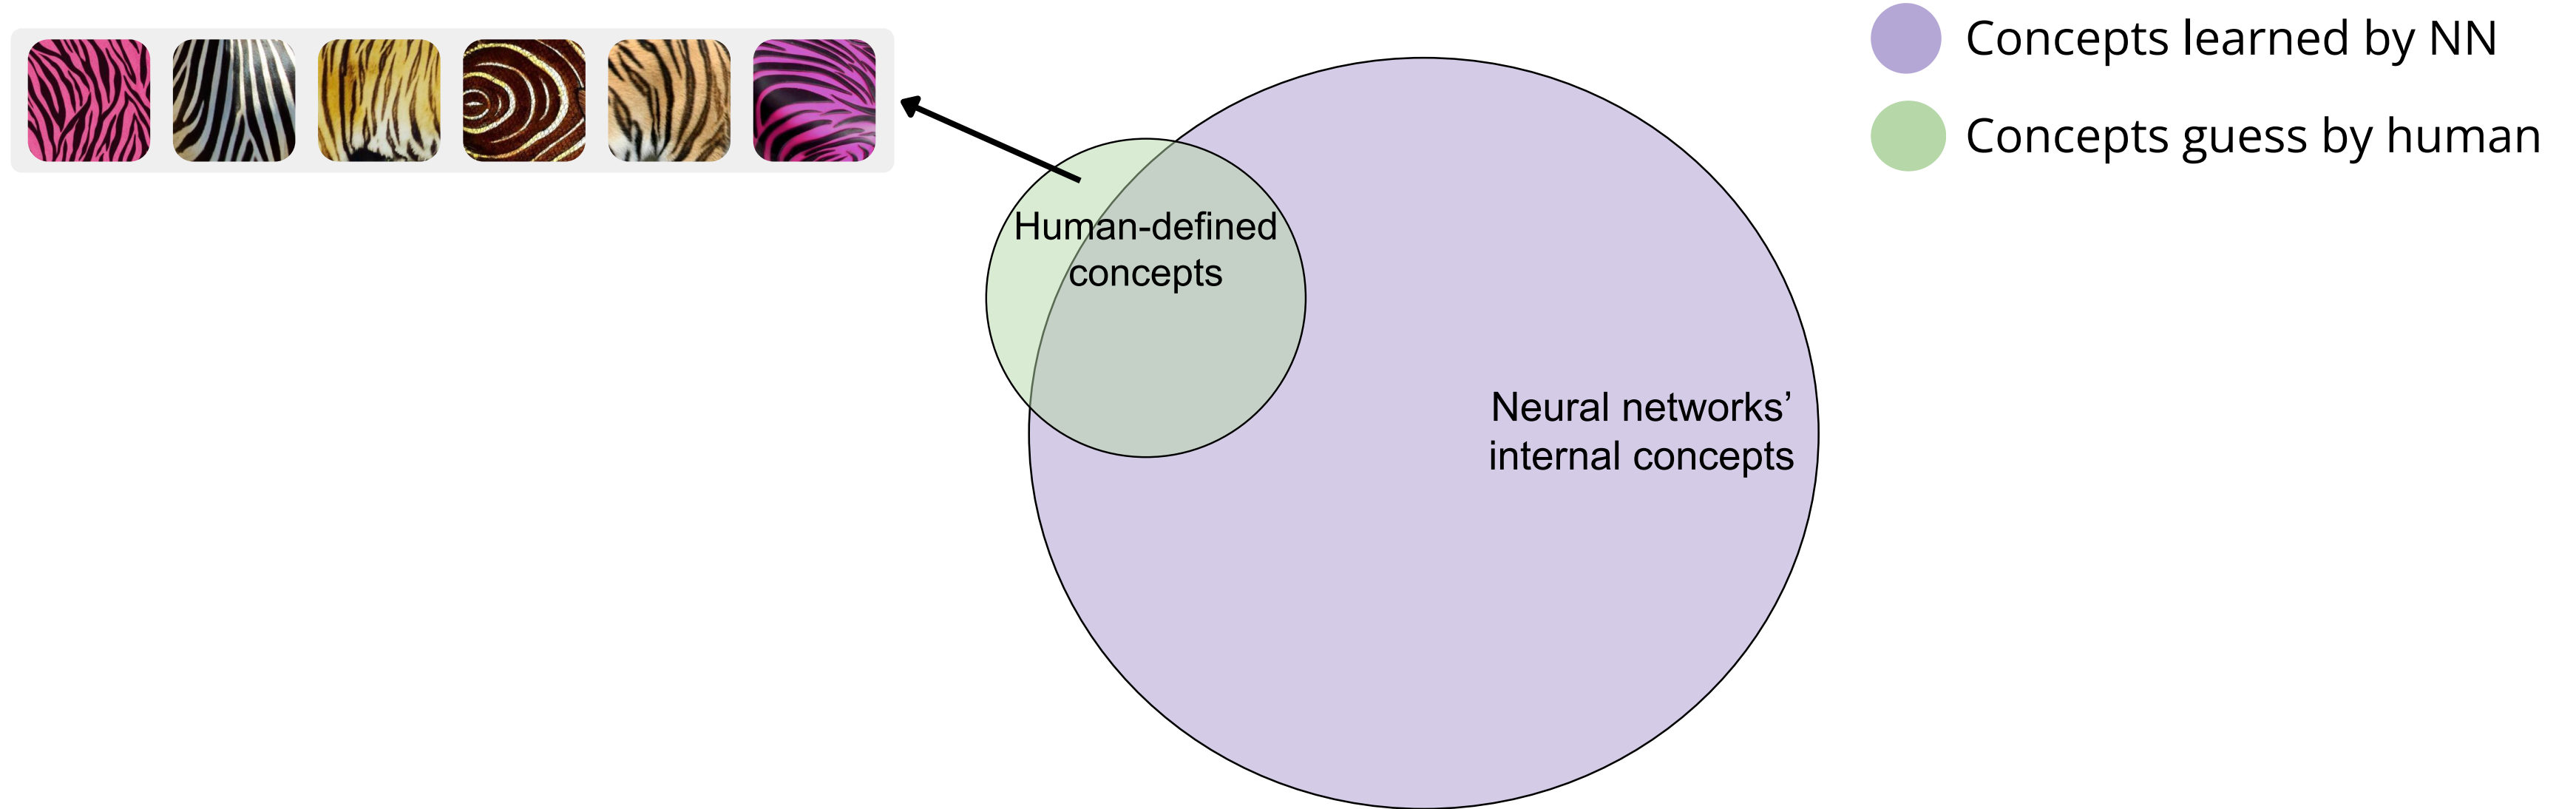 Concepts learned by NN
Concepts guess by human
Human-defined
concepts
Neural networks’
internal concepts